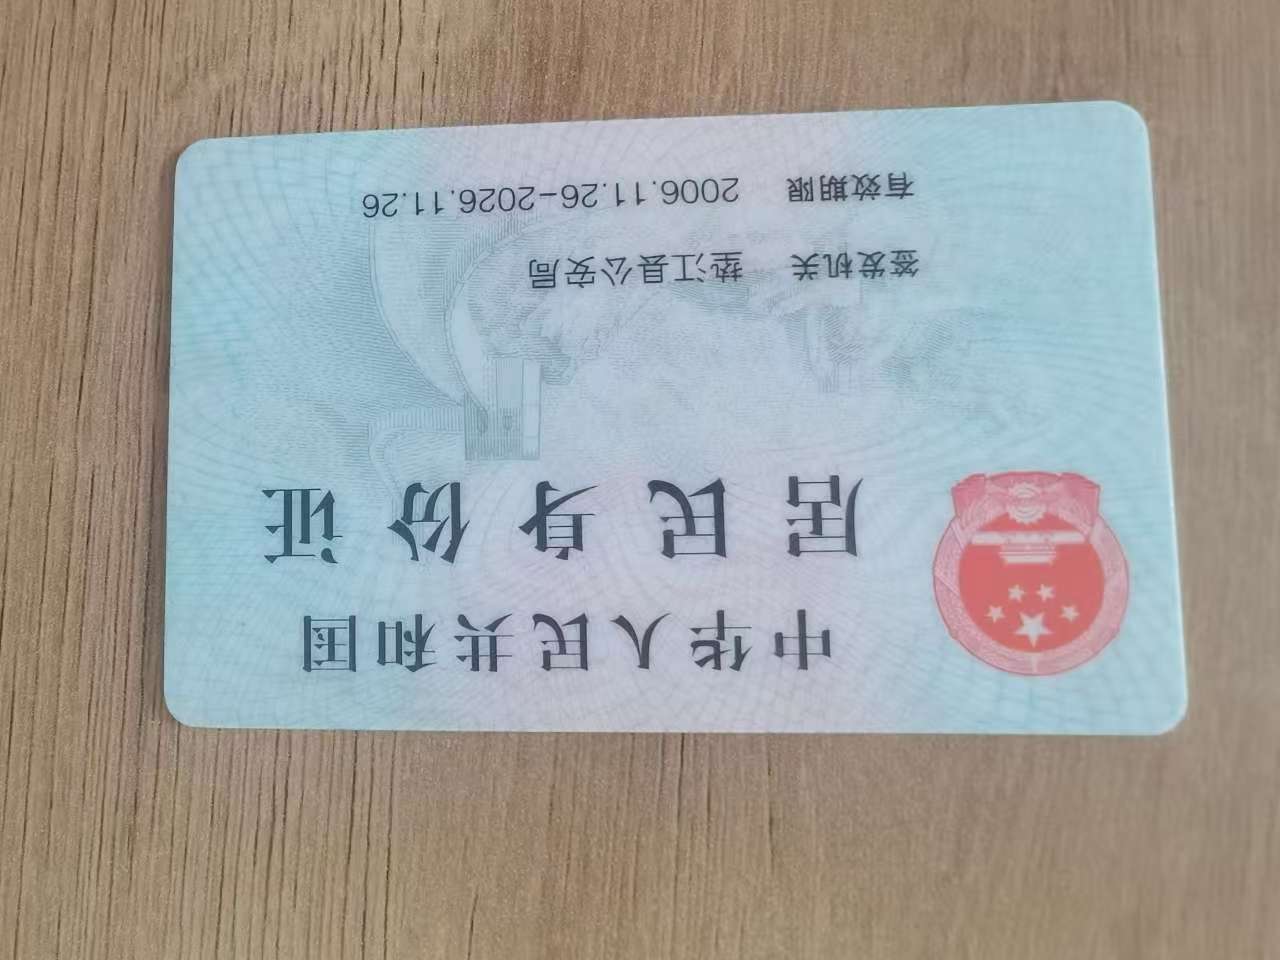 中华人民共和国
居民身份证
签发机关 垫江县公安局
有效期限 2006.11.26-2026.11.26